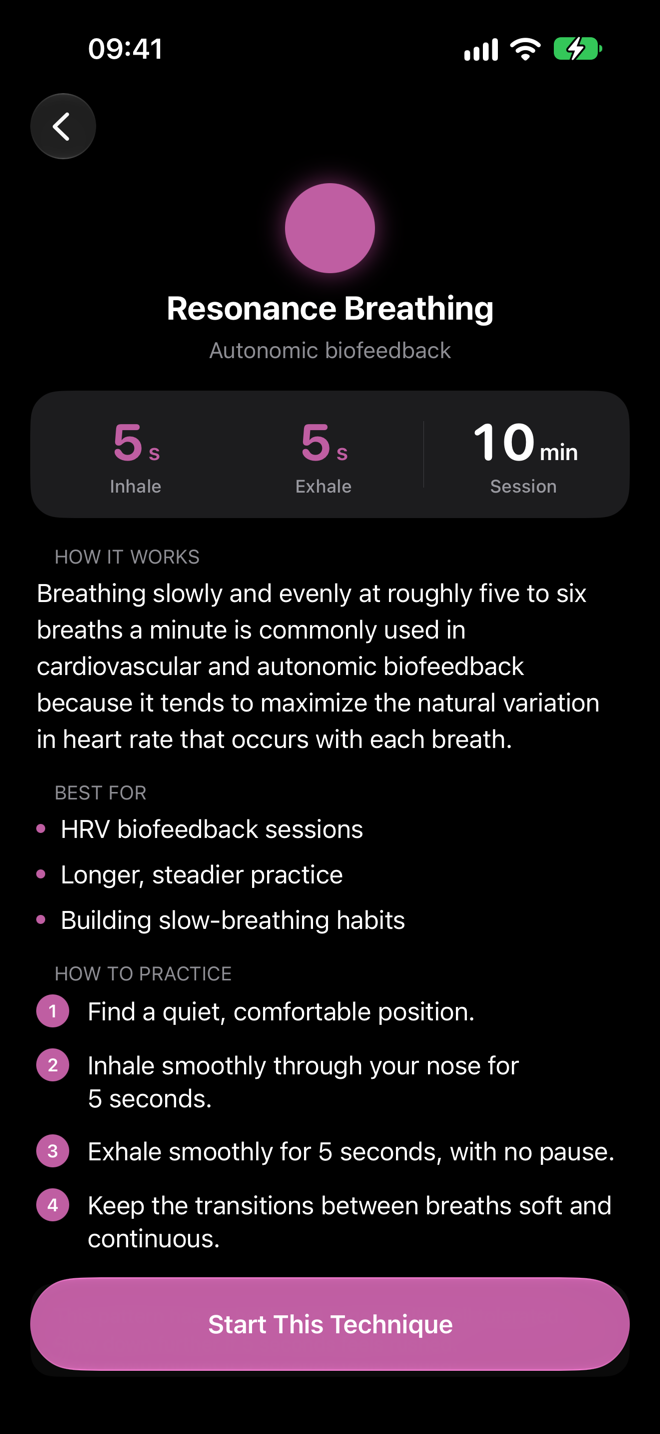 09:41
Resonance Breathing
Autonomic biofeedback
5 s
Inhale
5 s
Exhale
10 min
Session
HOW IT WORKS
Breathing slowly and evenly at roughly five to six
breaths a minute is commonly used in
cardiovascular and autonomic biofeedback
because it tends to maximize the natural variation
in heart rate that occurs with each breath.
BEST FOR
• HRV biofeedback sessions
• Longer, steadier practice
• Building slow-breathing habits
HOW TO PRACTICE
1 Find a quiet, comfortable position.
2 Inhale smoothly through your nose for
5 seconds.
3 Exhale smoothly for 5 seconds, with no pause.
4 Keep the transitions between breaths soft and
continuous.
Start This Technique